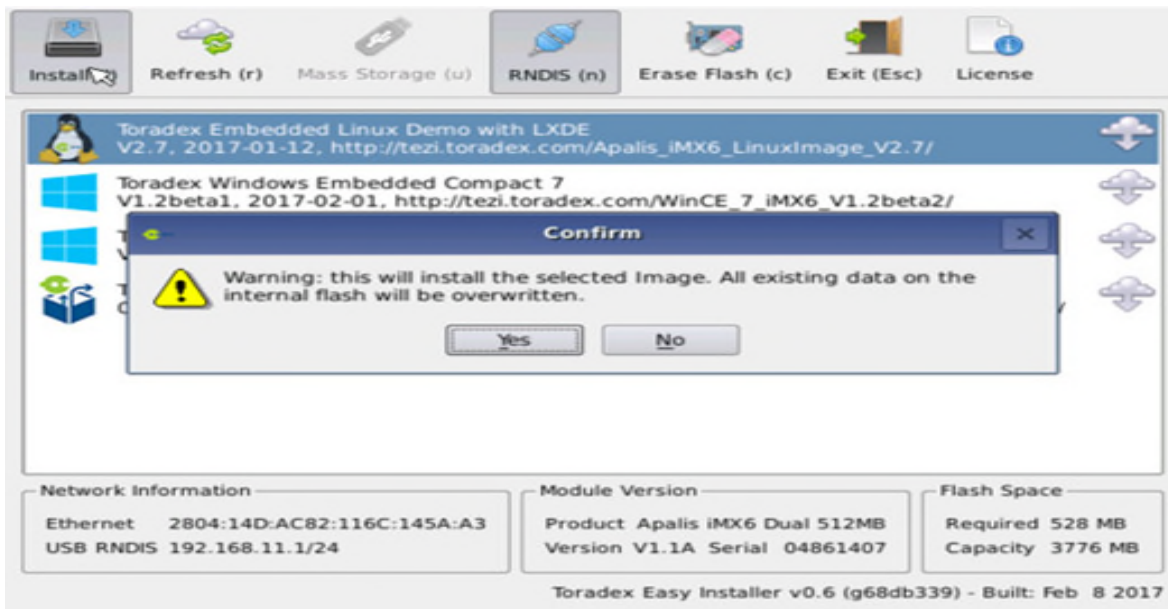 Install
Refresh (r)
Mass Storage (u)
RNDIS (n)
Erase Flash (c)
Exit (Esc)
License
Toradex Embedded Linux Demo with LXDE
V2.7, 2017-01-12, http://tezi.toradex.com/Apalis_iMX6_LinuxImage_V2.7/
Toradex Windows Embedded Compact 7
V1.2beta1, 2017-02-01, http://tezi.toradex.com/WinCE_7_iMX6_V1.2beta2/
Confirm
Warning: this will install the selected Image. All existing data on the
internal flash will be overwritten.
Yes
No
Network Information
Ethernet 2804:14D:AC82:116C:145A:A3
USB RNDIS 192.168.11.1/24
Module Version
Product Apalis iMX6 Dual 512MB
Version V1.1A Serial 04861407
Flash Space
Required 528 MB
Capacity 3776 MB
Toradex Easy Installer v0.6 (g68db339) - Built: Feb 8 2017